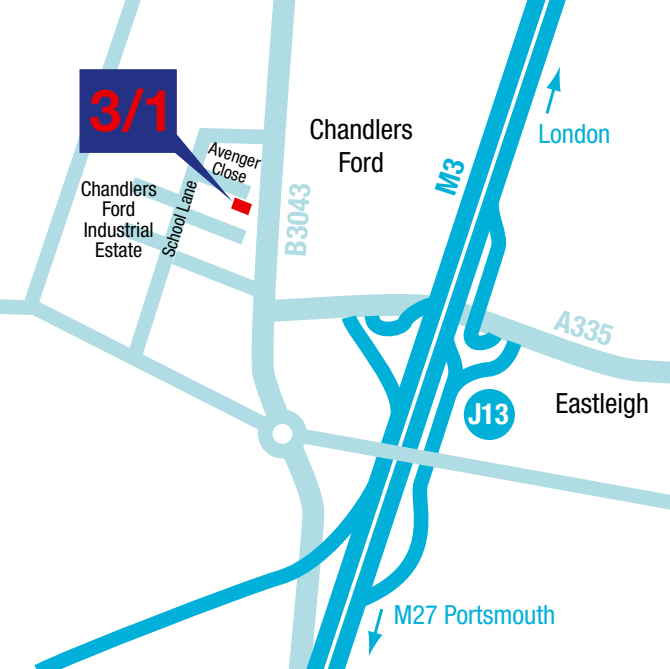 3/1
Chandlers
Ford
London
M3
Avenger
Close
Chandlers
Ford
Industrial
Estate
School Lane
B3043
A335
J13
Eastleigh
M27 Portsmouth